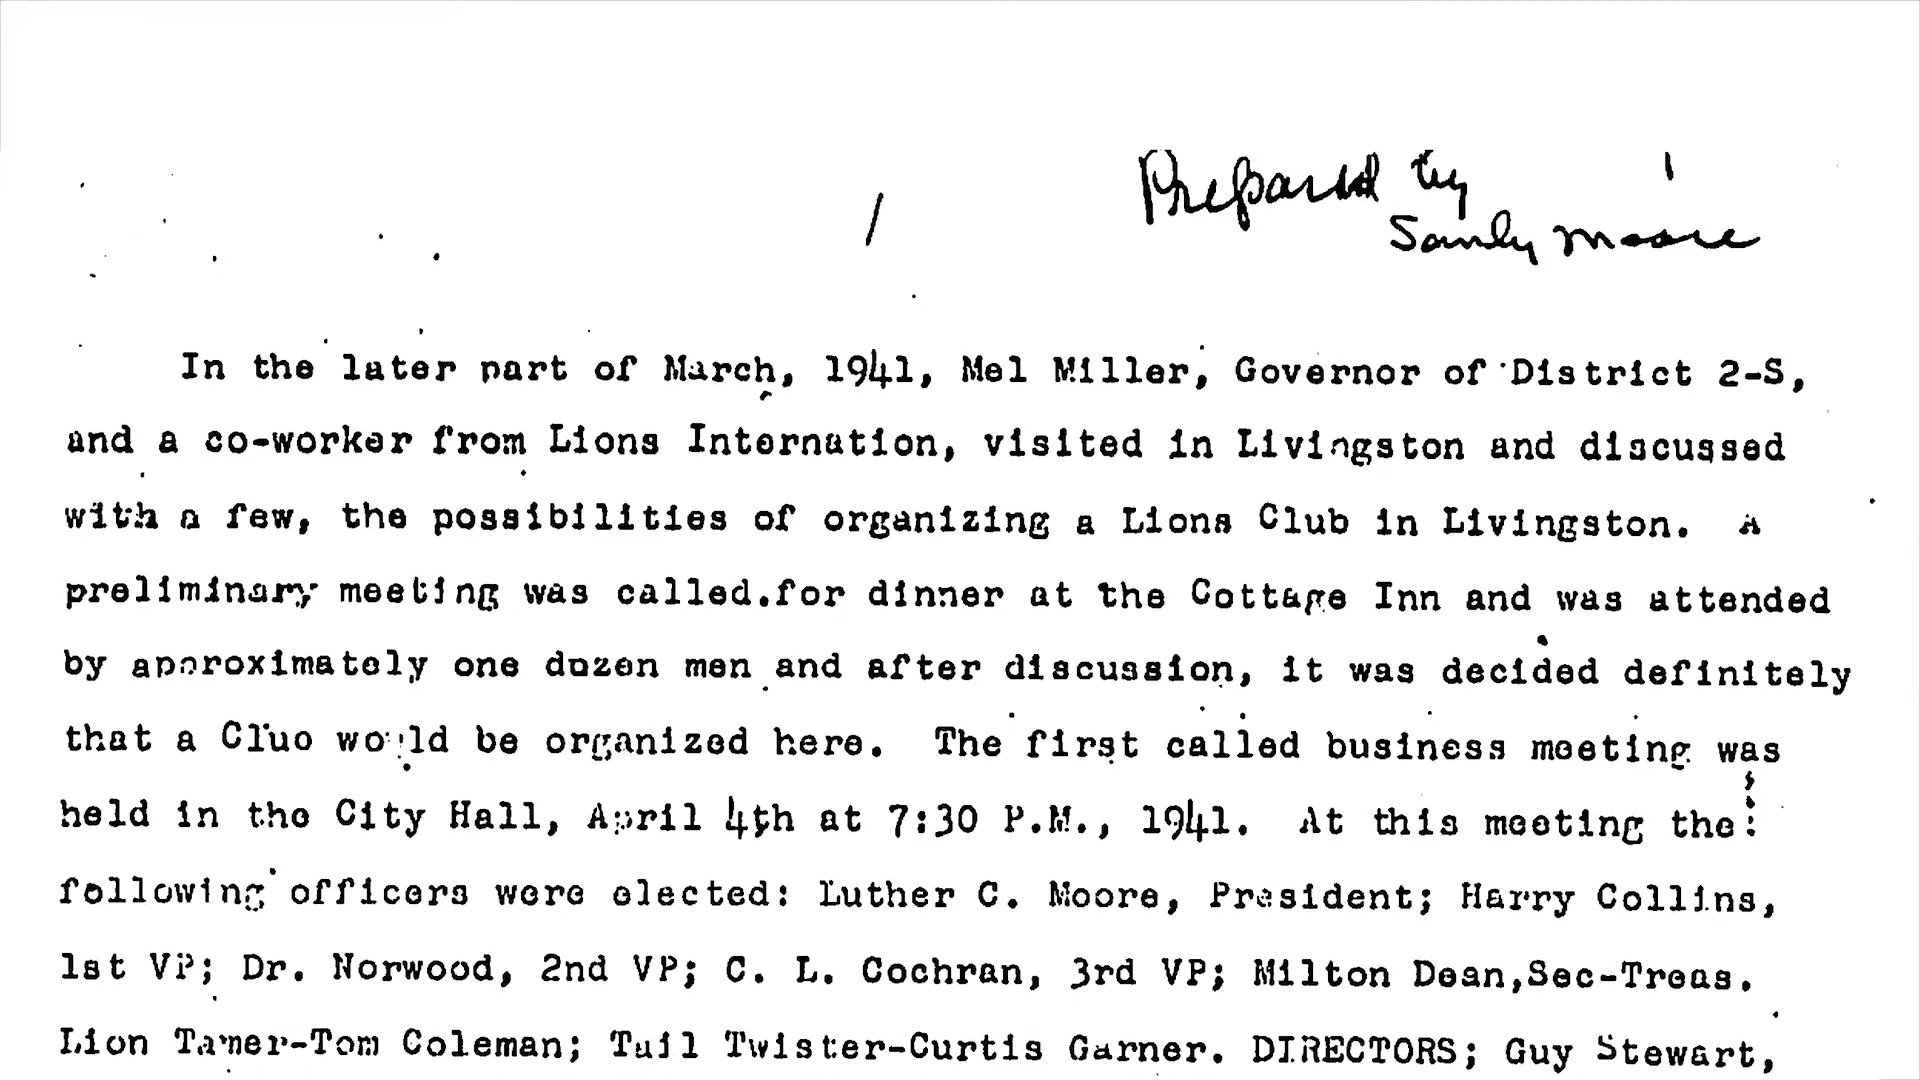 Prepared by
Sandy Moore
In the later part of March, 1941, Mel Miller, Governor of District 2-S,
and a co-worker from Lions Internation, visited in Livingston and discussed
with a few, the possibilities of organizing a Lions Club in Livingston. A
preliminary meeting was called.for dinner at the Cottage Inn and was attended
by approximately one dozen men and after discussion, it was decided definitely
that a Cluo would be organized here. The first called business meeting was
held in the City Hall, April 4th at 7:30 P.M., 1941. At this meeting the
following officers were elected: Luther C. Moore, President; Harry Collins,
1st VP; Dr. Norwood, 2nd VP; C. L. Cochran, 3rd VP; Milton Dean,Sec-Treas.
Lion Tamer-Tom Coleman; Tail Twister-Curtis Garner. DIRECTORS; Guy Stewart,